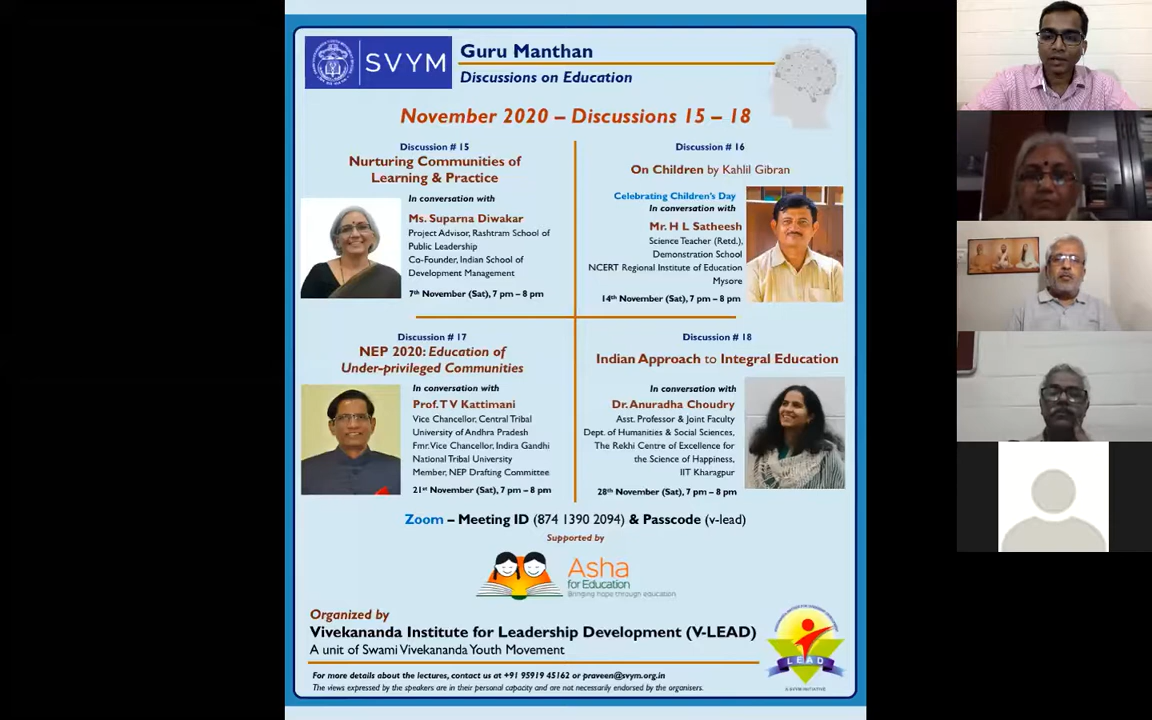 SVYM
Guru Manthan
Discussions on Education
November 2020 – Discussions 15 – 18
Discussion # 15
Nurturing Communities of
Learning & Practice
In conversation with
Ms. Suparna Diwakar
Project Advisor, Rashtram School of
Public Leadership
Co-Founder, Indian School of
Development Management
7th November (Sat), 7 pm – 8 pm
Discussion # 16
On Children by Kahlil Gibran
Celebrating Children's Day
In conversation with
Mr. H L Satheesh
Science Teacher (Retd.),
Demonstration School
NCERT Regional Institute of Education
Mysore
14th November (Sat), 7 pm – 8 pm
Discussion # 17
NEP 2020: Education of
Under-privileged Communities
In conversation with
Prof. T V Kattimani
Vice Chancellor, Central Tribal
University of Andhra Pradesh
Fmr. Vice Chancellor, Indira Gandhi
National Tribal University
Member, NEP Drafting Committee
21st November (Sat), 7 pm – 8 pm
Discussion # 18
Indian Approach to Integral Education
In conversation with
Dr. Anuradha Choudry
Asst. Professor & Joint Faculty
Dept. of Humanities & Social Sciences,
The Rekhi Centre of Excellence for
the Science of Happiness,
IIT Kharagpur
28th November (Sat), 7 pm – 8 pm
Zoom – Meeting ID (874 1390 2094) & Passcode (v-lead)
Supported by
Asha
for Education
Bringing hope through education
Organized by
Vivekananda Institute for Leadership Development (V-LEAD)
A unit of Swami Vivekananda Youth Movement
LEAD
A SVYM INITIATIVE
For more details about the lectures, contact us at +91 95919 45162 or praveen@svym.org.in
The views expressed by the speakers are in their personal capacity and are not necessarily endorsed by the organisers.